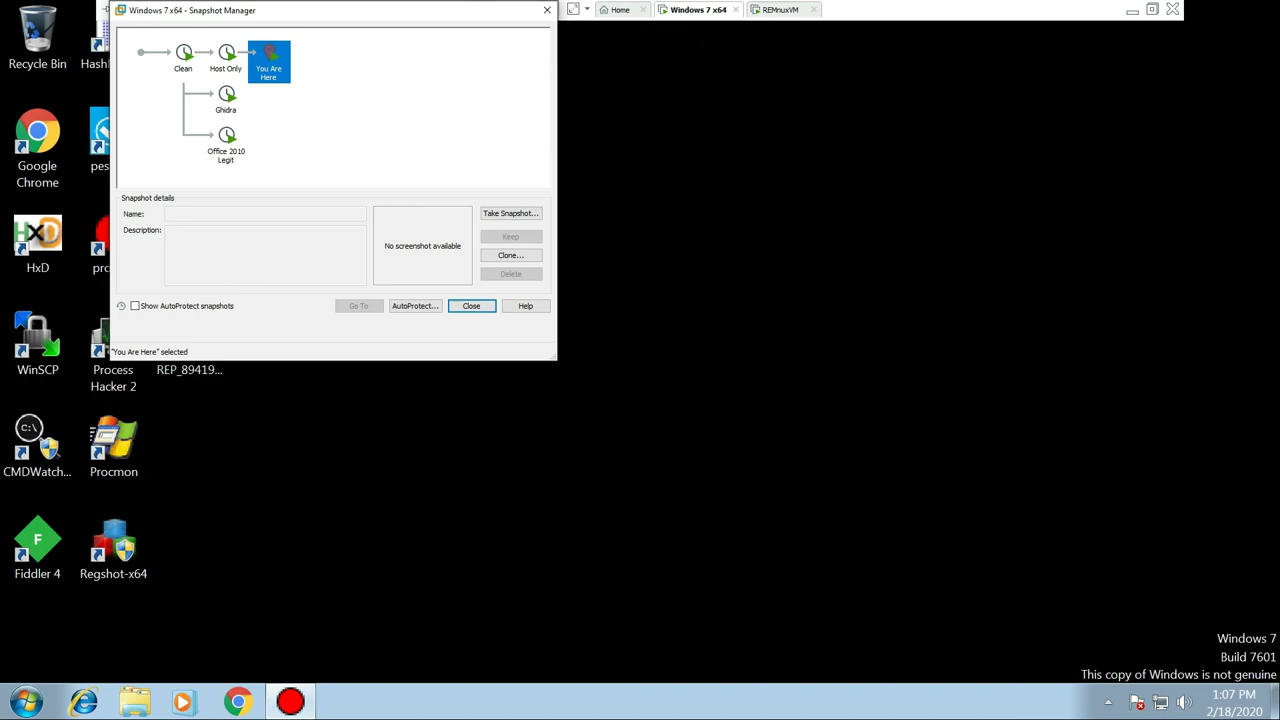 Windows 7 x64 - Snapshot Manager
Home
Windows 7 x64
REMnuxVM
Clean
Host Only
You Are
Here
Ghidra
Office 2010
Legit
Snapshot details
Name:
Description:
No screenshot available
Take Snapshot...
Keep
Clone...
Delete
Show AutoProtect snapshots
Go To
AutoProtect...
Close
Help
"You Are Here" selected
Recycle Bin
Hash
Google
Chrome
pes
HxD
pro
WinSCP
Process
Hacker 2
REP_89419...
C:\
CMDWatch...
Procmon
F
Fiddler 4
Regshot-x64
Windows 7
Build 7601
This copy of Windows is not genuine
1:07 PM
2/18/2020